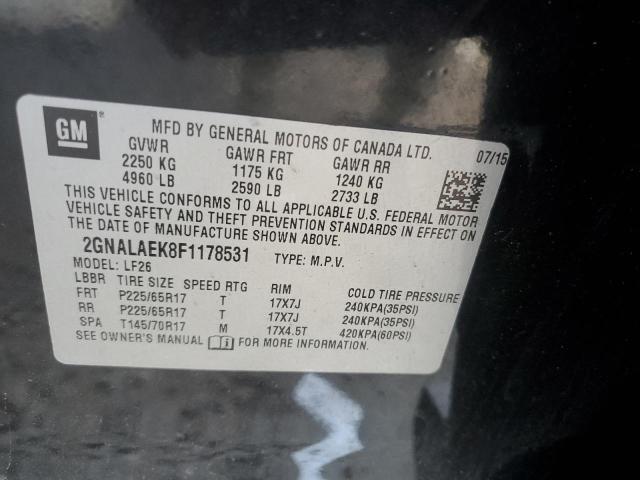 GM®
MFD BY GENERAL MOTORS OF CANADA LTD.
GVWR GAWR FRT GAWR RR 07/15
2250 KG 1175 KG 1240 KG
4960 LB 2590 LB 2733 LB
THIS VEHICLE CONFORMS TO ALL APPLICABLE U.S. FEDERAL MOTOR
VEHICLE SAFETY AND THEFT PREVENTION STANDARDS IN EFFECT ON
THE DATE OF MANUFACTURE SHOWN ABOVE.
2GNALAEK8F1178531 TYPE: M.P.V.
MODEL: LF26
LBBR TIRE SIZE SPEED RTG RIM COLD TIRE PRESSURE
FRT P225/65R17 T 17X7J 240KPA(35PSI)
RR P225/65R17 T 17X7J 240KPA(35PSI)
SPA T145/70R17 M 17X4.5T 420KPA(60PSI)
SEE OWNER'S MANUAL FOR MORE INFORMATION.